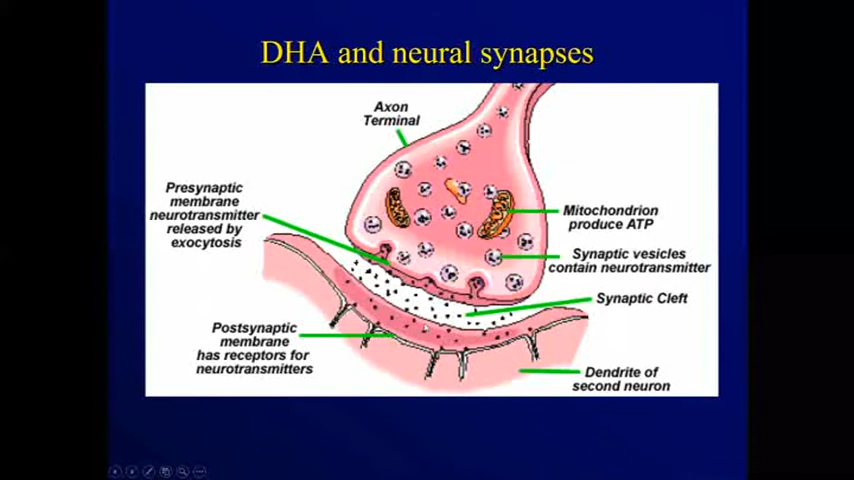 DHA and neural synapses
Axon
Terminal
Presynaptic
membrane
neurotransmitter
released by
exocytosis
Mitochondrion
produce ATP
Synaptic vesicles
contain neurotransmitter
Synaptic Cleft
Postsynaptic
membrane
has receptors for
neurotransmitters
Dendrite of
second neuron